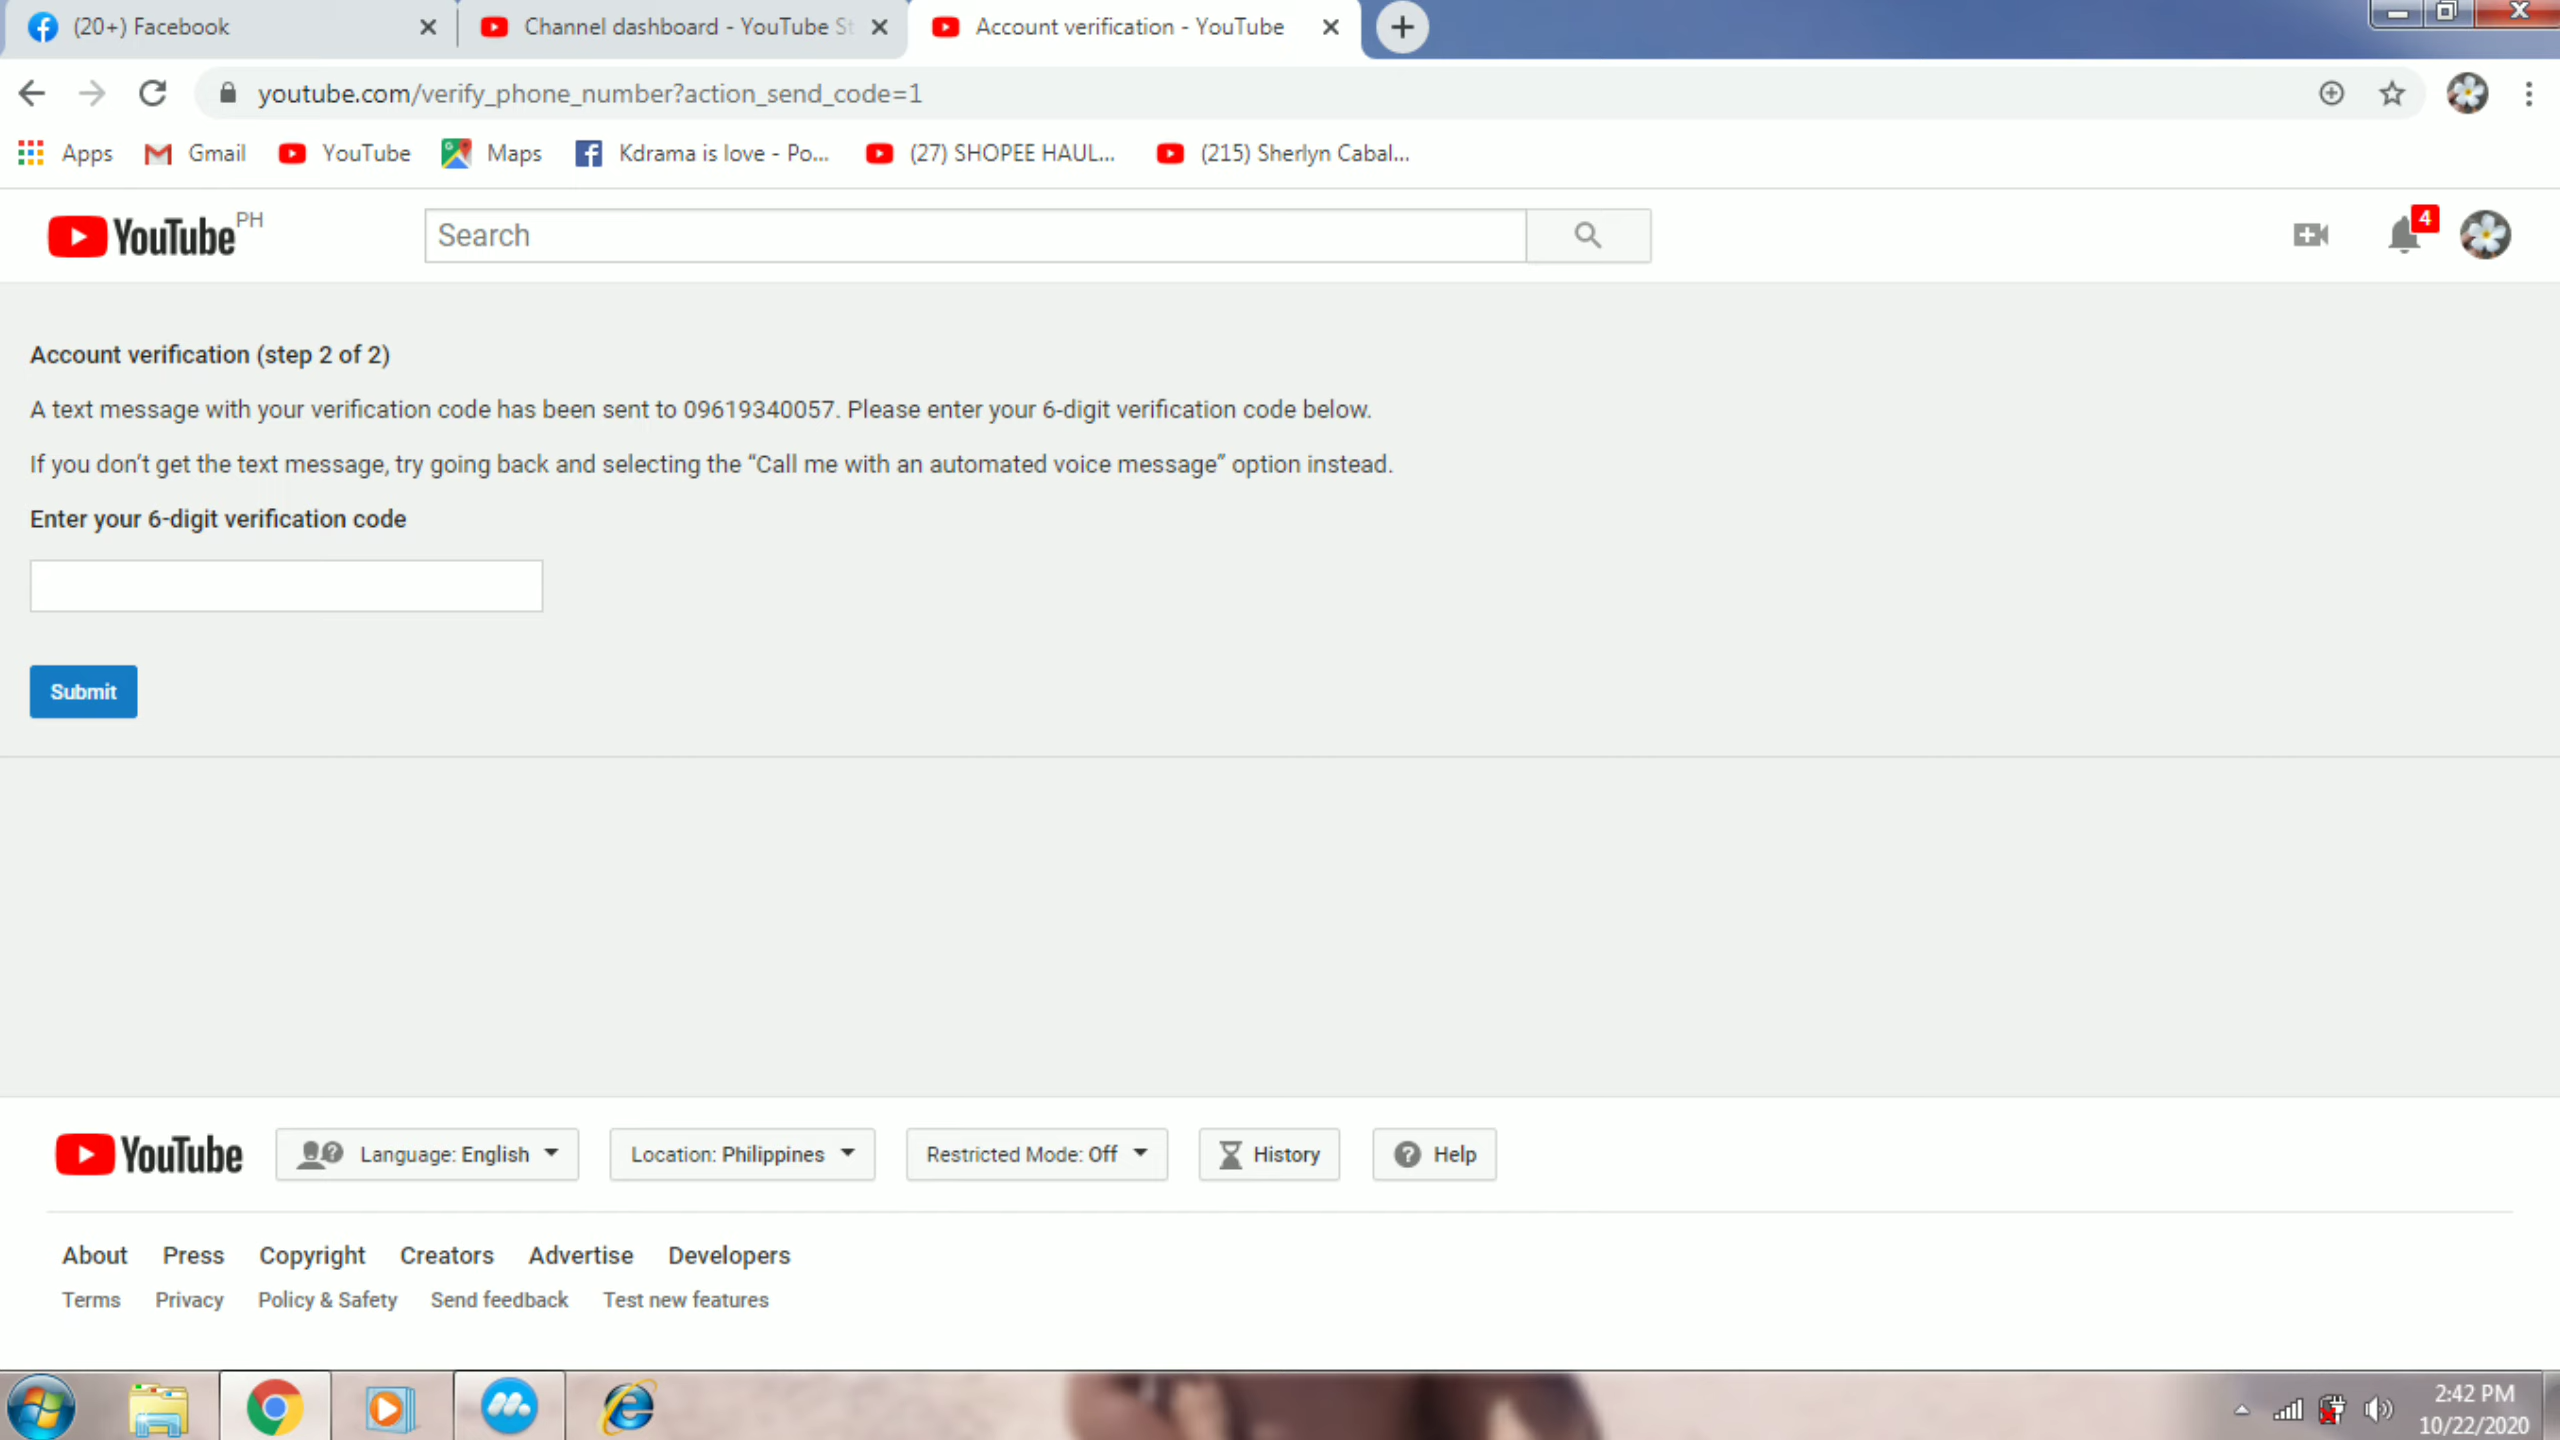 (20+) Facebook
Channel dashboard - YouTube St
Account verification - YouTube
youtube.com/verify_phone_number?action_send_code=1
Apps
Gmail
YouTube
Maps
Kdrama is love - Po...
(27) SHOPEE HAUL...
(215) Sherlyn Cabal...
YouTube PH
Search
4
Account verification (step 2 of 2)
A text message with your verification code has been sent to 09619340057. Please enter your 6-digit verification code below.
If you don't get the text message, try going back and selecting the “Call me with an automated voice message” option instead.
Enter your 6-digit verification code
Submit
YouTube
Language: English
Location: Philippines
Restricted Mode: Off
History
Help
About Press Copyright Creators Advertise Developers
Terms Privacy Policy & Safety Send feedback Test new features
2:42 PM
10/22/2020